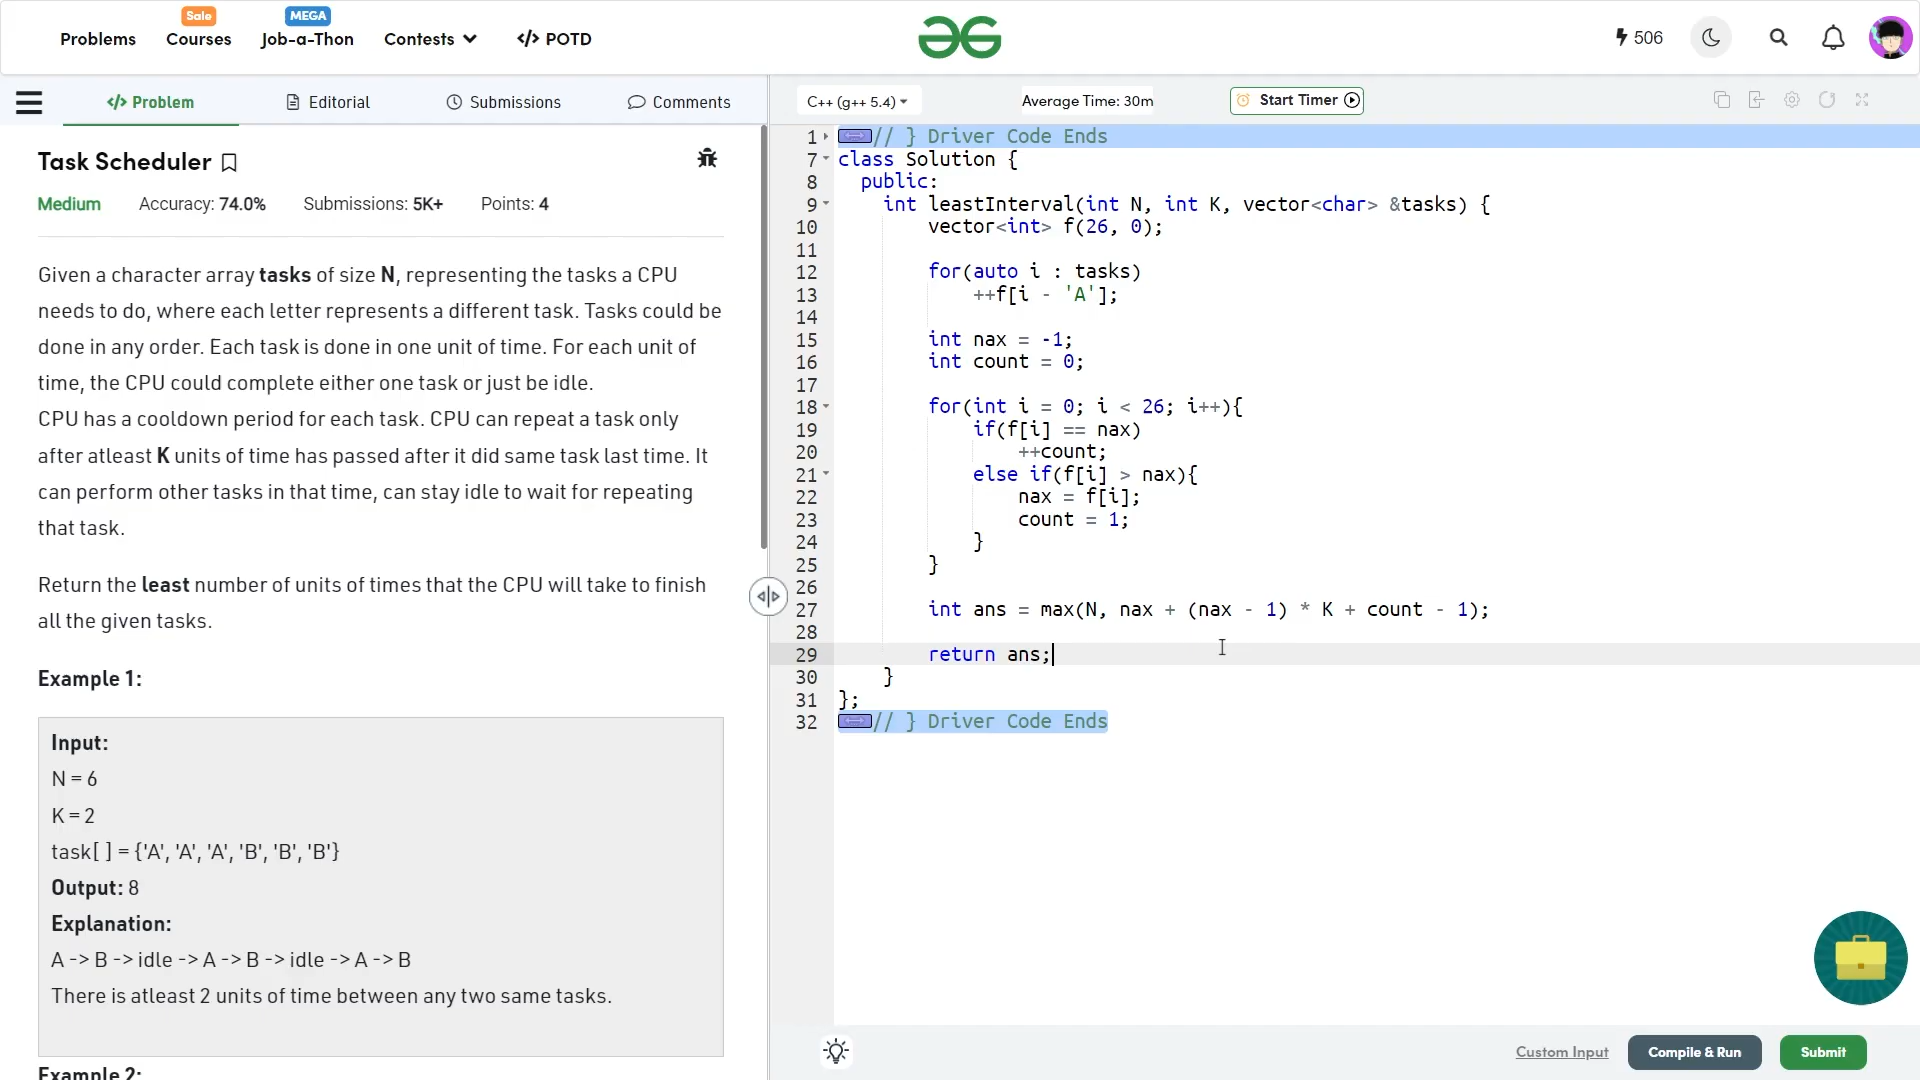 Sale
MEGA
Problems
Courses
Job-a-Thon
Contests
</> POTD
506
</> Problem
Editorial
Submissions
Comments
C++ (g++ 5.4)
Average Time: 30m
Start Timer
Task Scheduler
Medium
Accuracy: 74.0%
Submissions: 5K+
Points: 4
Given a character array tasks of size N, representing the tasks a CPU
needs to do, where each letter represents a different task. Tasks could be
done in any order. Each task is done in one unit of time. For each unit of
time, the CPU could complete either one task or just be idle.
CPU has a cooldown period for each task. CPU can repeat a task only
after atleast K units of time has passed after it did same task last time. It
can perform other tasks in that time, can stay idle to wait for repeating
that task.
Return the least number of units of times that the CPU will take to finish
all the given tasks.
Example 1:
Input:
N = 6
K = 2
task[ ] = {'A', 'A', 'A', 'B', 'B', 'B'}
Output: 8
Explanation:
A -> B -> idle -> A -> B -> idle -> A -> B
There is atleast 2 units of time between any two same tasks.
Example 2:
1 // } Driver Code Ends
7 class Solution {
8 public:
9 int leastInterval(int N, int K, vector<char> &tasks) {
10 vector<int> f(26, 0);
11
12 for(auto i : tasks)
13 ++f[i - 'A'];
14
15 int nax = -1;
16 int count = 0;
17
18 for(int i = 0; i < 26; i++){
19 if(f[i] == nax)
20 ++count;
21 else if(f[i] > nax){
22 nax = f[i];
23 count = 1;
24 }
25 }
26
27 int ans = max(N, nax + (nax - 1) * K + count - 1);
28
29 return ans;
30 }
31 };
32 // } Driver Code Ends
Custom Input
Compile & Run
Submit